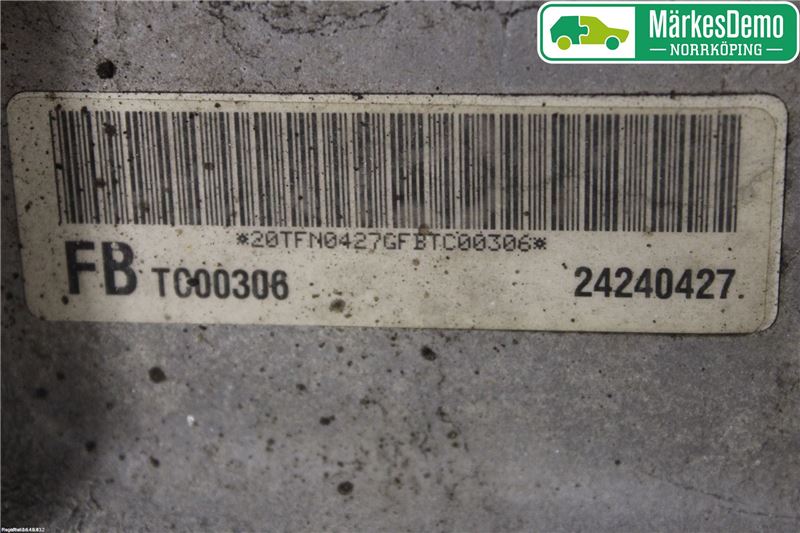 MärkesDemo
NORRKÖPING
*20TFN0427GFBTC00306*
FB TC00306 24240427